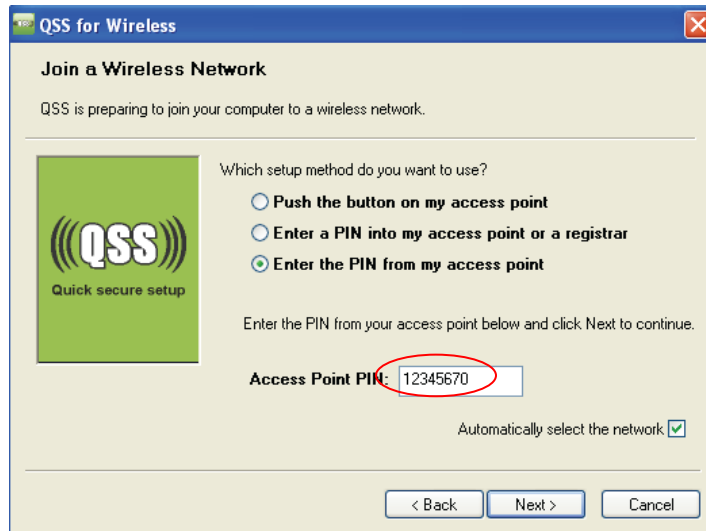 QSS for Wireless
Join a Wireless Network
QSS is preparing to join your computer to a wireless network.
Which setup method do you want to use?
Push the button on my access point
Enter a PIN into my access point or a registrar
Enter the PIN from my access point
QSS
Quick secure setup
Enter the PIN from your access point below and click Next to continue.
Access Point PIN: 12345670
Automatically select the network
< Back Next > Cancel